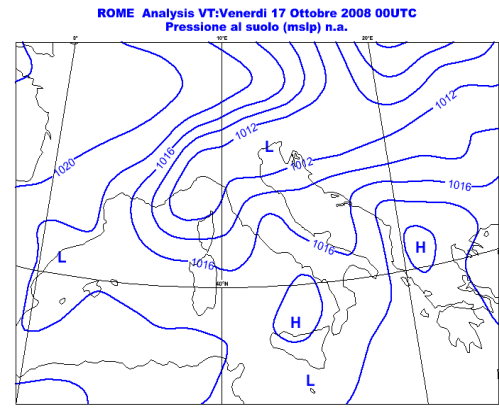 ROME Analysis VT:Venerdi 17 Ottobre 2008 00UTC
Pressione al suolo (mslp) n.a.
0° 10°E 20°E
1012
1012
L
1016
1012
1020
1016
1016
H
L
1016
40°N
H
L